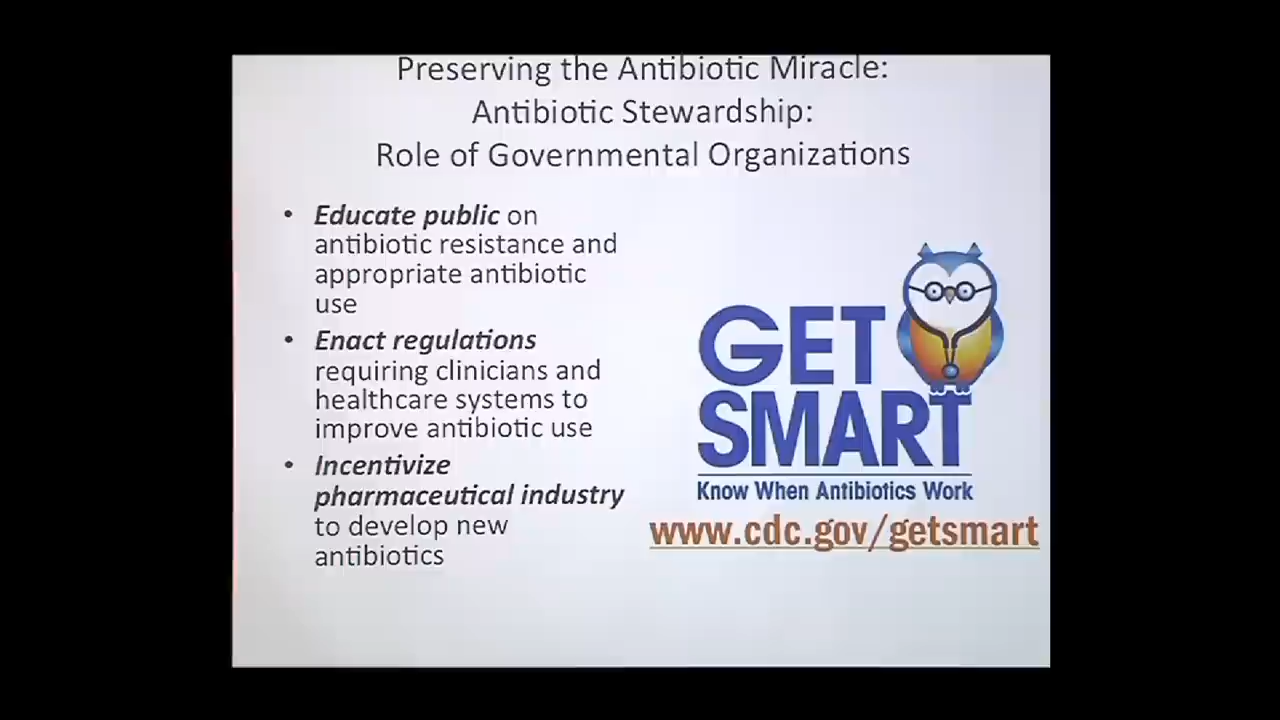 Preserving the Antibiotic Miracle:
Antibiotic Stewardship:
Role of Governmental Organizations
• Educate public on
antibiotic resistance and
appropriate antibiotic
use
• Enact regulations
requiring clinicians and
healthcare systems to
improve antibiotic use
• Incentivize
pharmaceutical industry
to develop new
antibiotics
GET
SMART
Know When Antibiotics Work
www.cdc.gov/getsmart